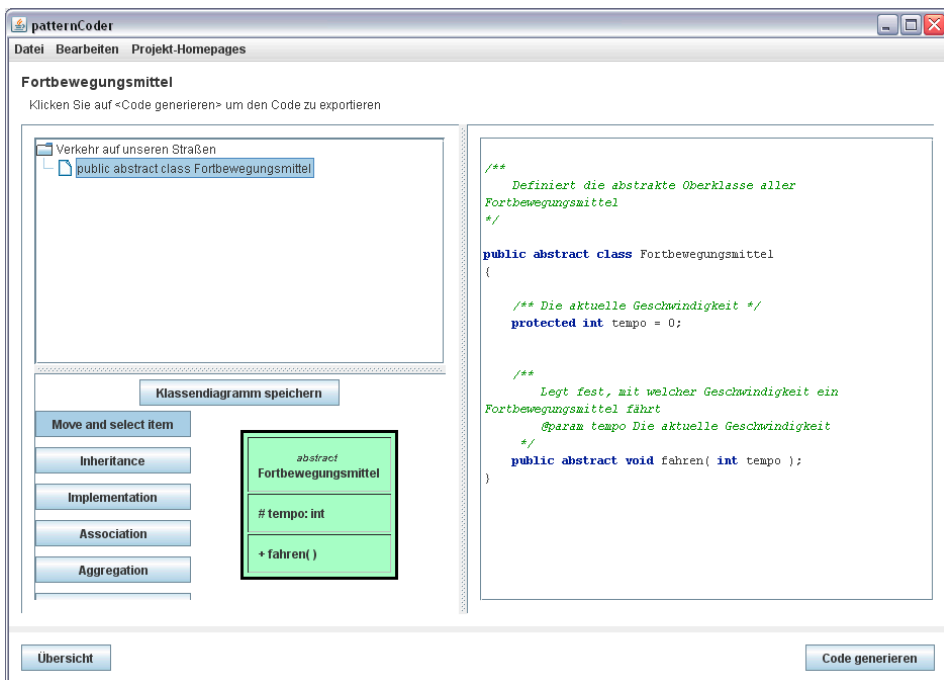 patternCoder
Datei Bearbeiten Projekt-Homepages
Fortbewegungsmittel
Klicken Sie auf <Code generieren> um den Code zu exportieren
Verkehr auf unseren Straßen
public abstract class Fortbewegungsmittel
Klassendiagramm speichern
Move and select item
Inheritance
Implementation
Association
Aggregation
abstract
Fortbewegungsmittel
# tempo: int
+ fahren( )
/**
Definiert die abstrakte Oberklasse aller
Fortbewegungsmittel
*/
public abstract class Fortbewegungsmittel
{
/** Die aktuelle Geschwindigkeit */
protected int tempo = 0;
/**
Legt fest, mit welcher Geschwindigkeit ein
Fortbewegungsmittel fährt
@param tempo Die aktuelle Geschwindigkeit
*/
public abstract void fahren( int tempo );
}
Übersicht
Code generieren